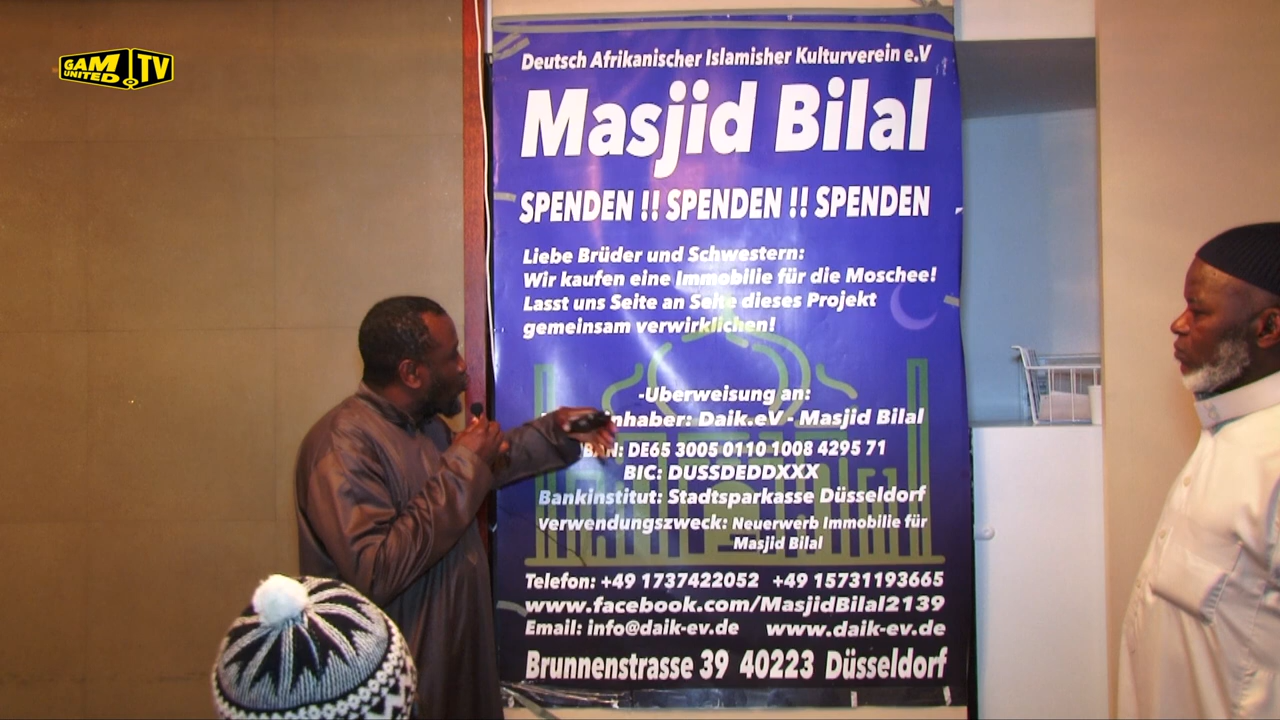 GAM UNITED TV
Deutsch Afrikanischer Islamisher Kulturverein e.V
Masjid Bilal
SPENDEN !! SPENDEN !! SPENDEN
Liebe Brüder und Schwestern:
Wir kaufen eine Immobilie für die Moschee!
Lasst uns Seite an Seite dieses Projekt
gemeinsam verwirklichen!
-Uberweisung an:
inhaber: Daik.eV - Masjid Bilal
IBAN: DE65 3005 0110 1008 4295 71
BIC: DUSSDEDDXXX
Bankinstitut: Stadtsparkasse Düsseldorf
Verwendungszweck: Neuerwerb Immobilie für
Masjid Bilal
Telefon: +49 1737422052 +49 15731193665
www.facebook.com/MasjidBilal2139
Email: info@daik-ev.de www.daik-ev.de
Brunnenstrasse 39 40223 Düsseldorf